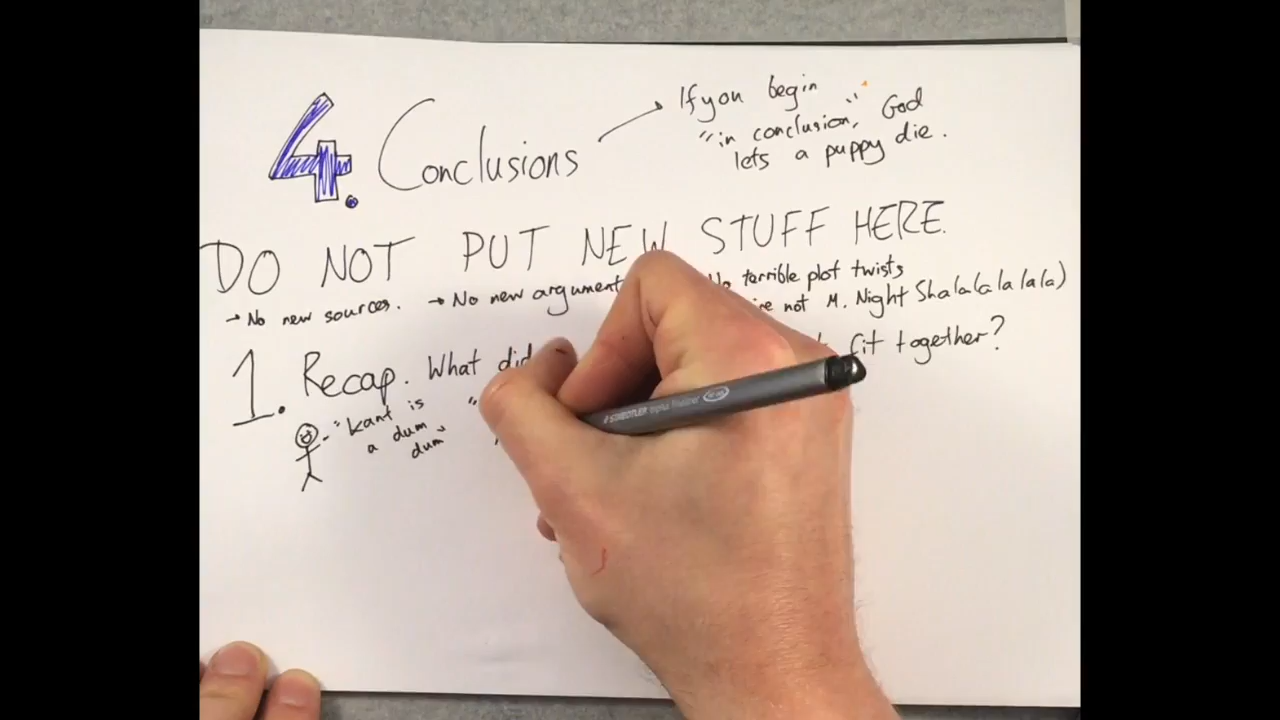 4. Conclusions
If you begin
"in conclusion," God
lets a puppy die.
DO NOT PUT NEW STUFF HERE.
→ No new sources. → No new argument
No terrible plot twists
not M. Night Shalalalalala)
1. Recap. What did
fit together?
"kant is
a dum
dum"
STAEDTLER